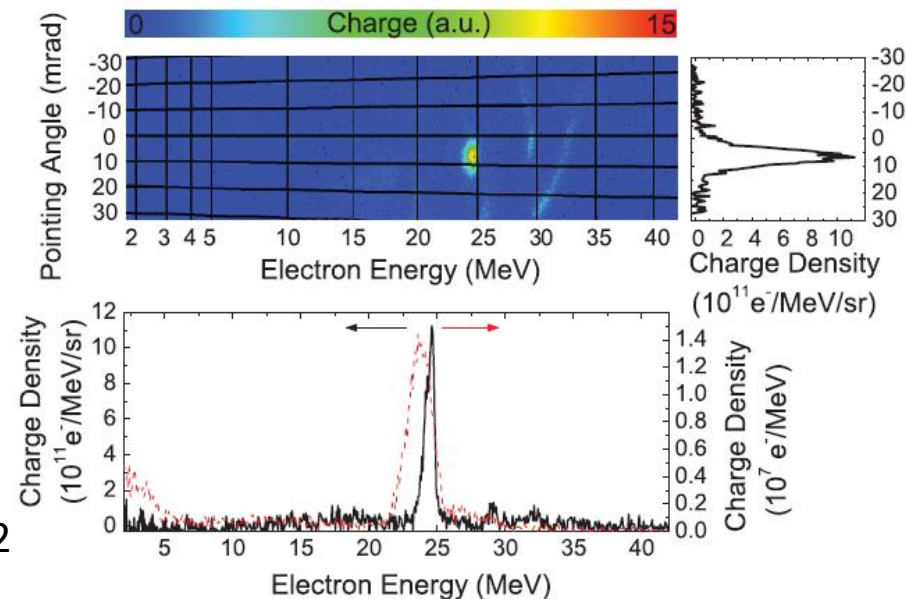 0 Charge (a.u.) 15
Pointing Angle (mrad)
-30
-20
-10
0
10
20
30
2 3 4 5 10 15 20 25 30 35 40
Electron Energy (MeV)
-30
-20
-10
0
10
20
30
0 2 4 6 8 10
Charge Density
(10¹¹e⁻/MeV/sr)
Charge Density
(10¹¹e⁻/MeV/sr)
12
10
8
6
4
2
0
5 10 15 20 25 30 35 40
Electron Energy (MeV)
1.4
1.2
1.0
0.8
0.6
0.4
0.2
0.0
Charge Density
(10⁷ e⁻/MeV)
2